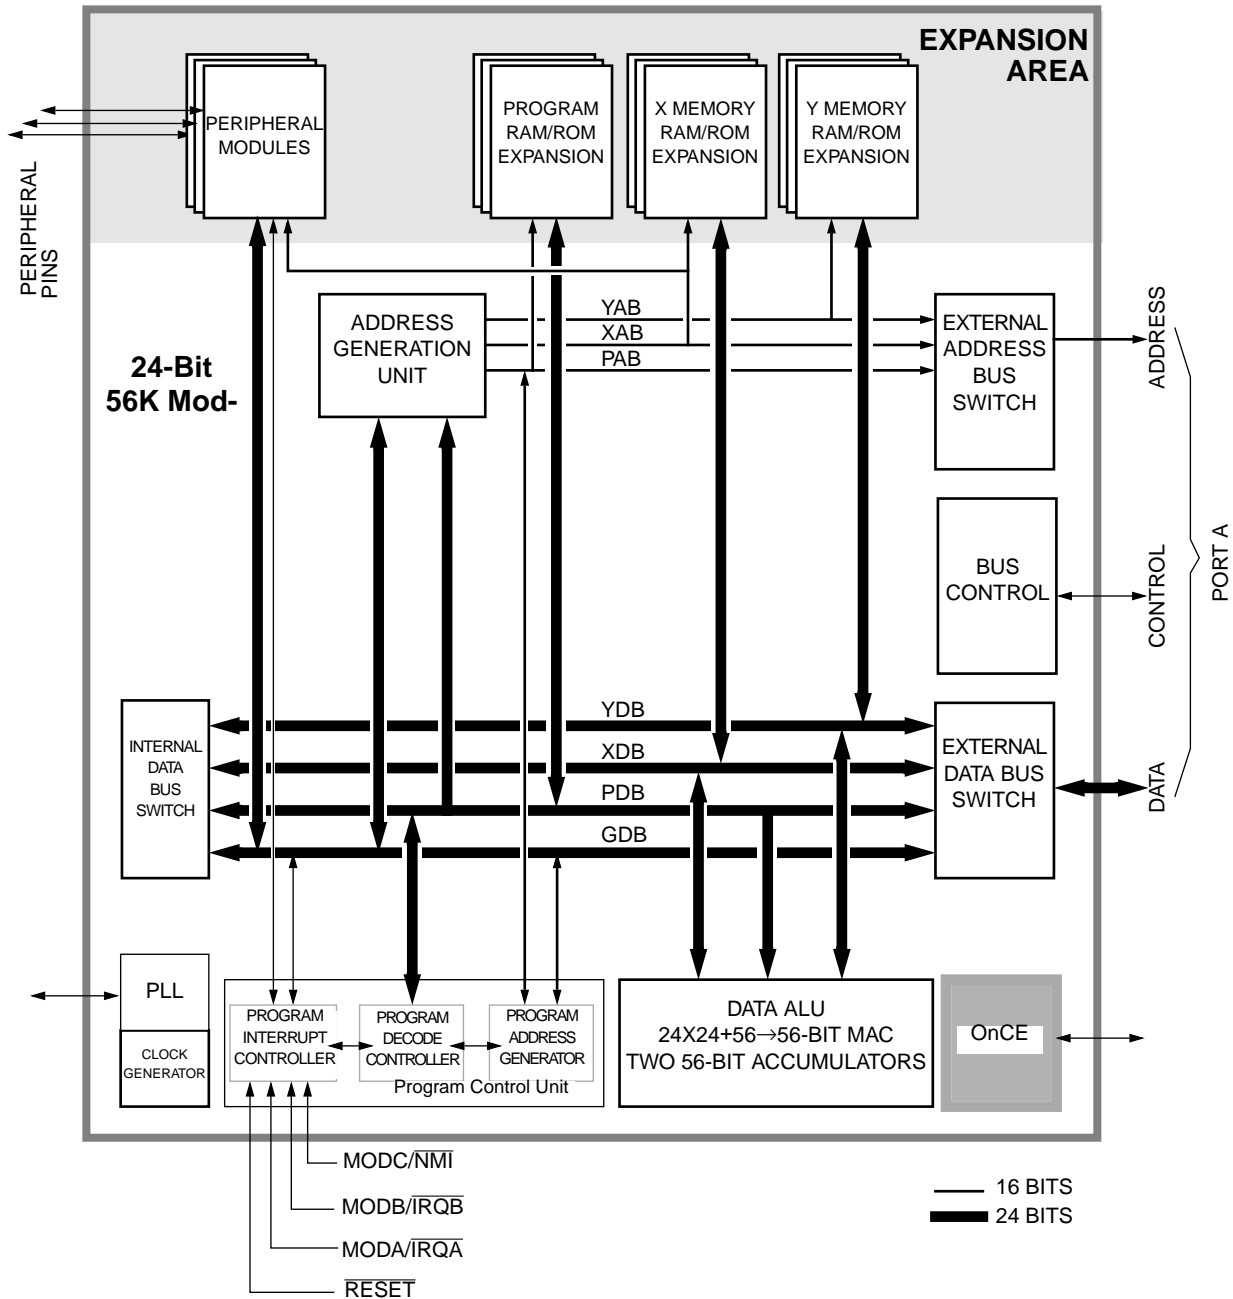 EXPANSION
AREA
PERIPHERAL
MODULES
PROGRAM
RAM/ROM
EXPANSION
X MEMORY
RAM/ROM
EXPANSION
Y MEMORY
RAM/ROM
EXPANSION
PERIPHERAL
PINS
24-Bit
56K Mod-
ADDRESS
GENERATION
UNIT
YAB
XAB
PAB
EXTERNAL
ADDRESS
BUS
SWITCH
ADDRESS
BUS
CONTROL
CONTROL
PORT A
INTERNAL
DATA
BUS
SWITCH
YDB
XDB
PDB
GDB
EXTERNAL
DATA BUS
SWITCH
DATA
PLL
CLOCK
GENERATOR
PROGRAM
INTERRUPT
CONTROLLER
PROGRAM
DECODE
CONTROLLER
PROGRAM
ADDRESS
GENERATOR
Program Control Unit
DATA ALU
24X24+56→56-BIT MAC
TWO 56-BIT ACCUMULATORS
OnCE
MODC/N̅M̅I̅
MODB/I̅R̅Q̅B̅
MODA/I̅R̅Q̅A̅
R̅E̅S̅E̅T̅
16 BITS
24 BITS